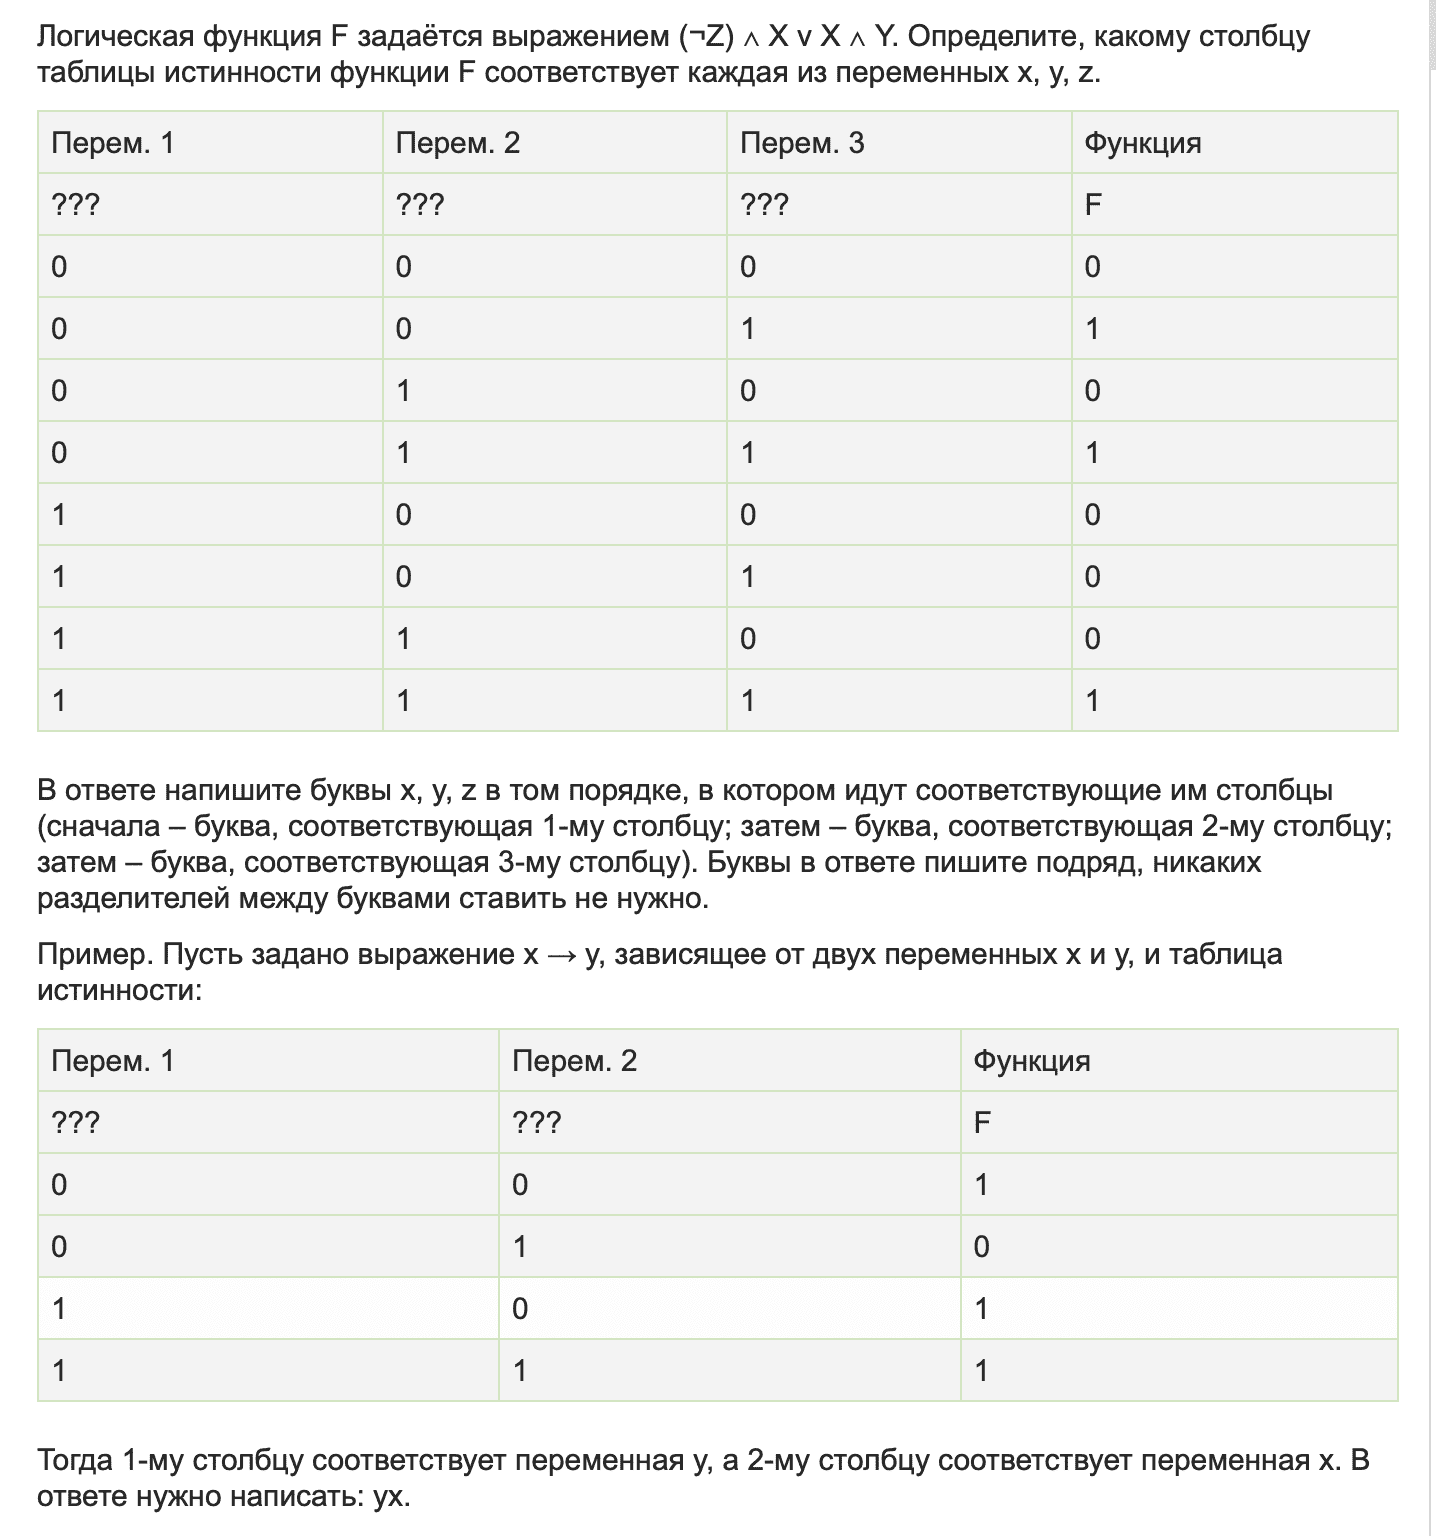 Логическая функция F задаётся выражением (¬Z) ∧ X v X ∧ Y. Определите, какому столбцу
таблицы истинности функции F соответствует каждая из переменных x, y, z.
Перем. 1 Перем. 2 Перем. 3 Функция
??? ??? ??? F
0 0 0 0
0 0 1 1
0 1 0 0
0 1 1 1
1 0 0 0
1 0 1 0
1 1 0 0
1 1 1 1
В ответе напишите буквы x, y, z в том порядке, в котором идут соответствующие им столбцы
(сначала – буква, соответствующая 1-му столбцу; затем – буква, соответствующая 2-му столбцу;
затем – буква, соответствующая 3-му столбцу). Буквы в ответе пишите подряд, никаких
разделителей между буквами ставить не нужно.
Пример. Пусть задано выражение x → y, зависящее от двух переменных x и y, и таблица
истинности:
Перем. 1 Перем. 2 Функция
??? ??? F
0 0 1
0 1 0
1 0 1
1 1 1
Тогда 1-му столбцу соответствует переменная y, а 2-му столбцу соответствует переменная x. В
ответе нужно написать: yx.